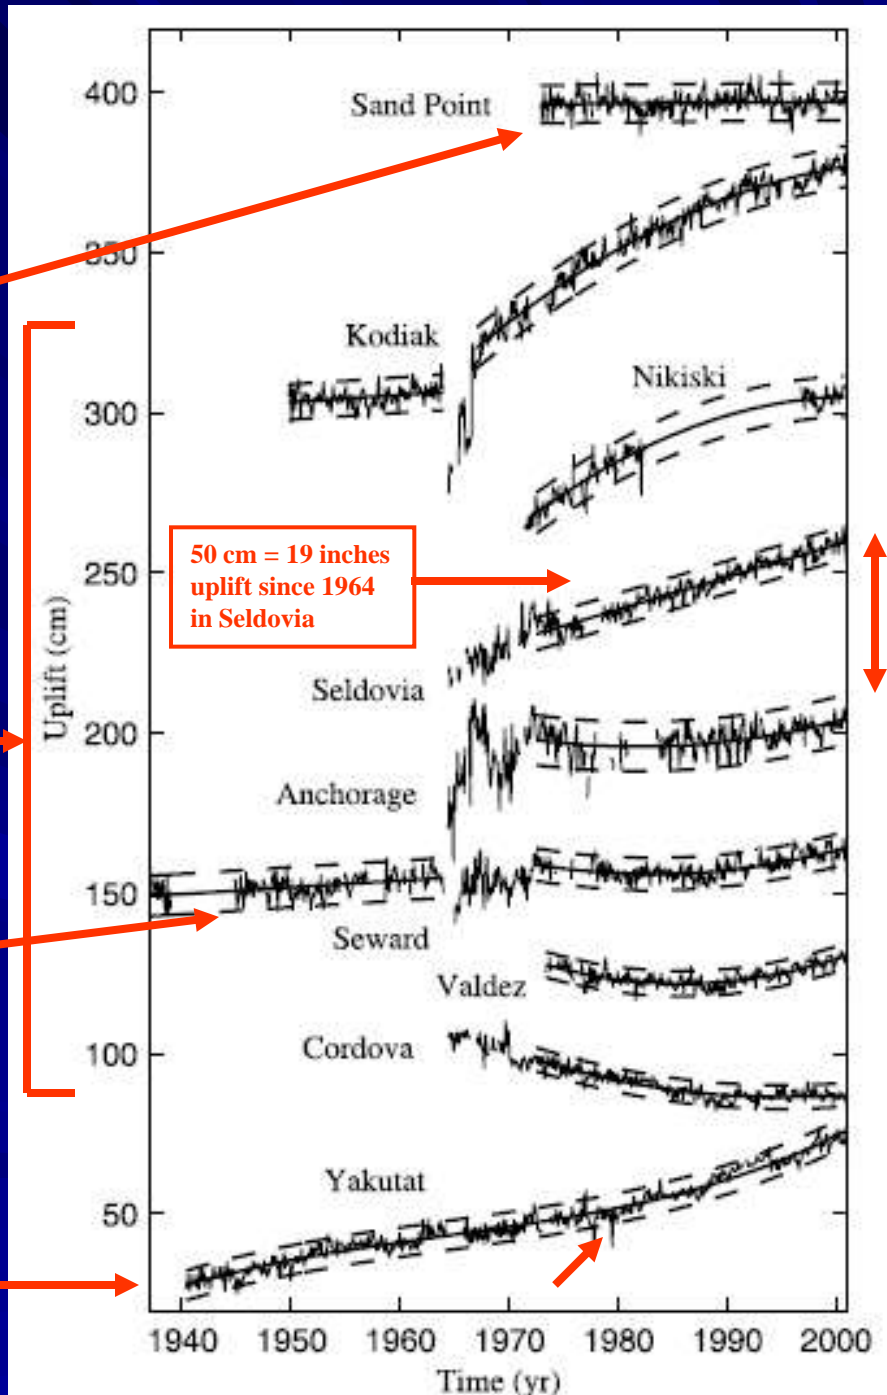 400
Sand Point
350
Kodiak
Nikiski
300
50 cm = 19 inches
uplift since 1964
in Seldovia
250
Uplift (cm)
Seldovia
200
Anchorage
150
Seward
Valdez
Cordova
100
Yakutat
50
1940 1950 1960 1970 1980 1990 2000
Time (yr)